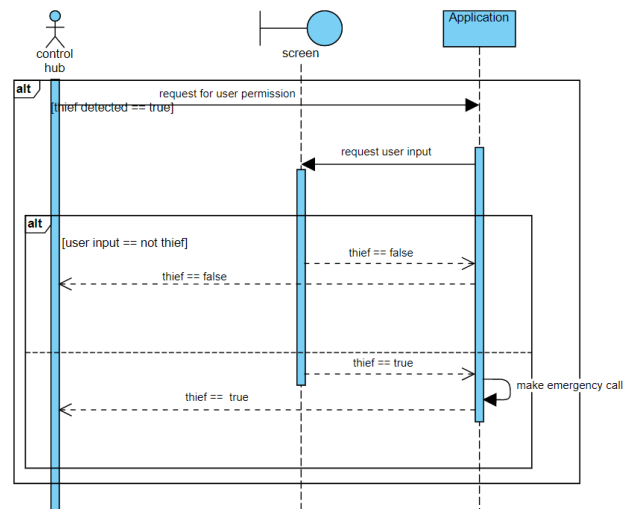 Application
control
hub
screen
alt
request for user permission
[thief detected == true]
request user input
alt
[user input == not thief]
thief == false
thief == false
thief == true
make emergency call
thief == true